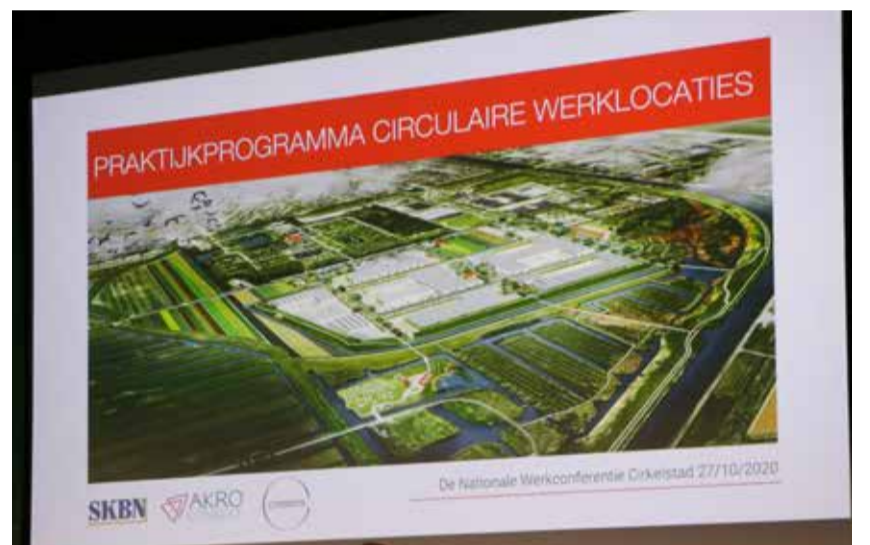 PRAKTIJKPROGRAMMA CIRCULAIRE WERKLOCATIES
De Nationale Werkconferentie Cirkelstad 27/10/2020
SKBN
AKRO